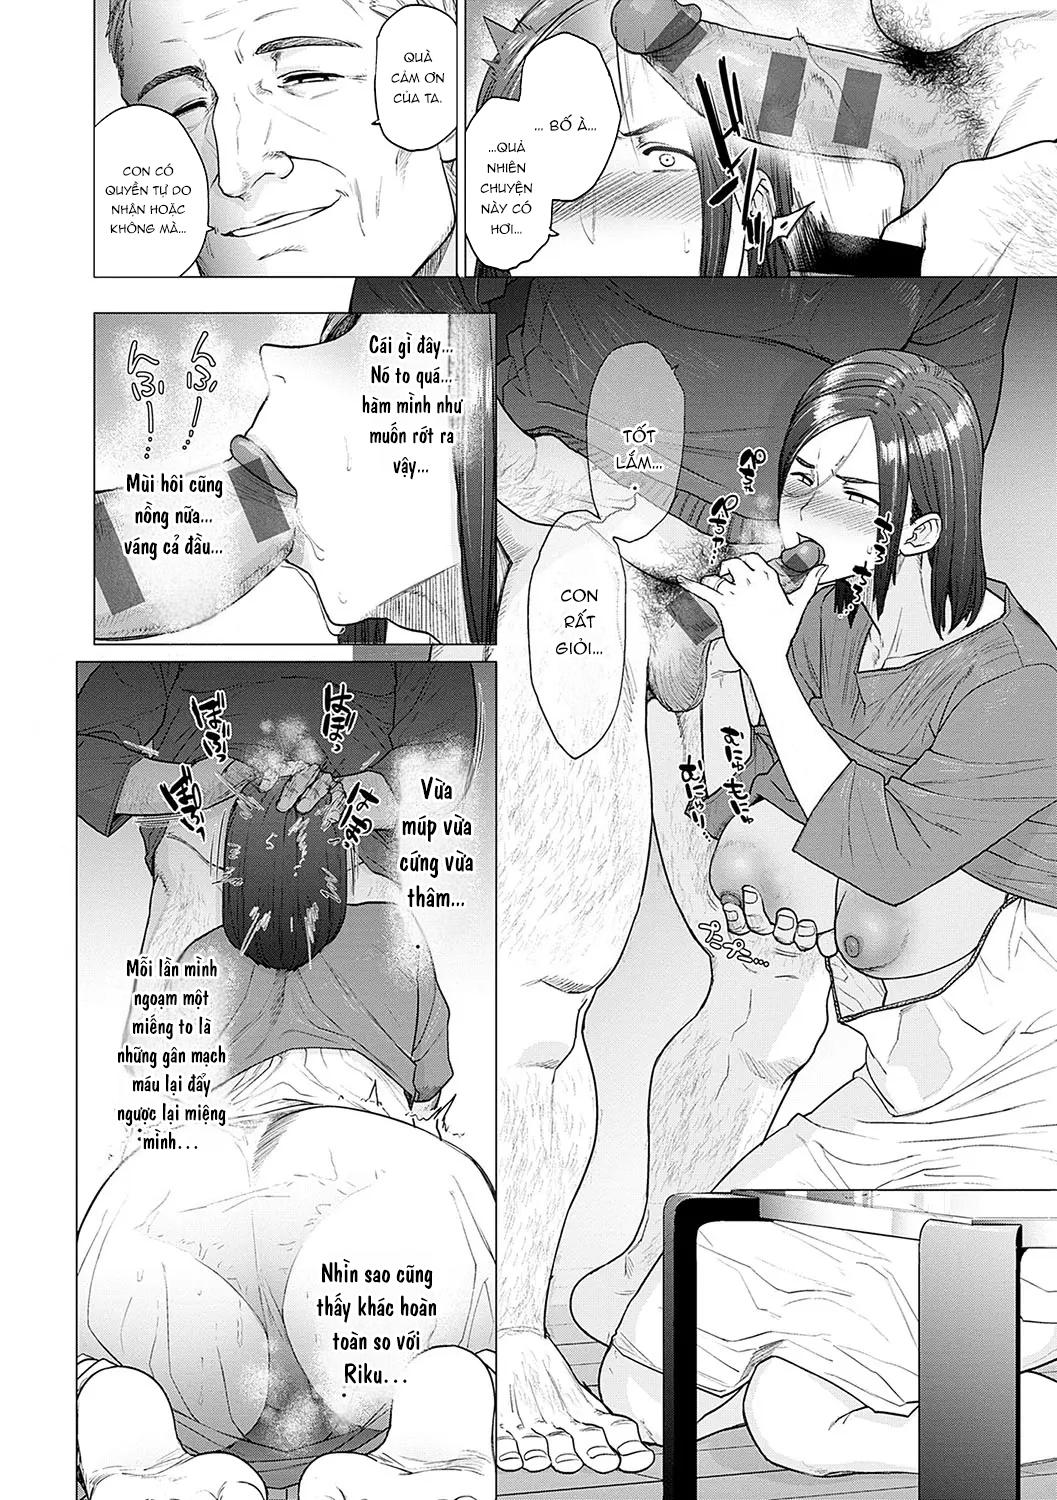 ... BỐ À...
...QUẢ
NHIÊN
CHUYỆN
NÀY CÓ
HƠI...
QUÀ
CẢM ƠN
CỦA TA.
CON CÓ
QUYỀN TỰ DO
NHẬN HOẶC
KHÔNG MÀ...
TỐT
LẮM...
CON
RẤT
GIỎI...
Cái gì đây...
Nó to quá...
hàm mình như
muốn rớt ra
vậy...
Mùi hôi cũng
nồng nữa...
váng cả đầu...
Vừa
múp vừa
cứng vừa
thâm...
Mỗi lần mình
ngoạm một
miếng to là
những gân mạch
máu lại đẩy
ngược lại miệng
mình...
Nhìn sao cũng
thấy khác hoàn
toàn so với
Riku...